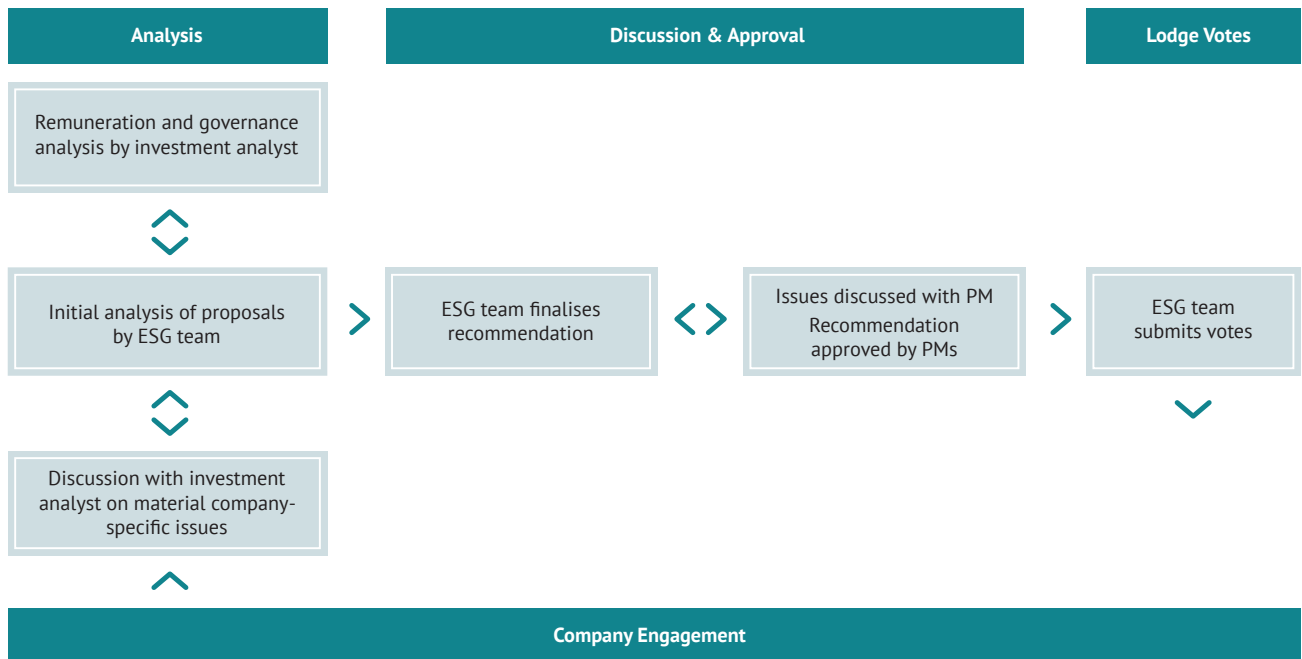 Analysis
Discussion & Approval
Lodge Votes
Remuneration and governance
analysis by investment analyst
Initial analysis of proposals
by ESG team
ESG team finalises
recommendation
Issues discussed with PM
Recommendation
approved by PMs
ESG team
submits votes
Discussion with investment
analyst on material company-
specific issues
Company Engagement